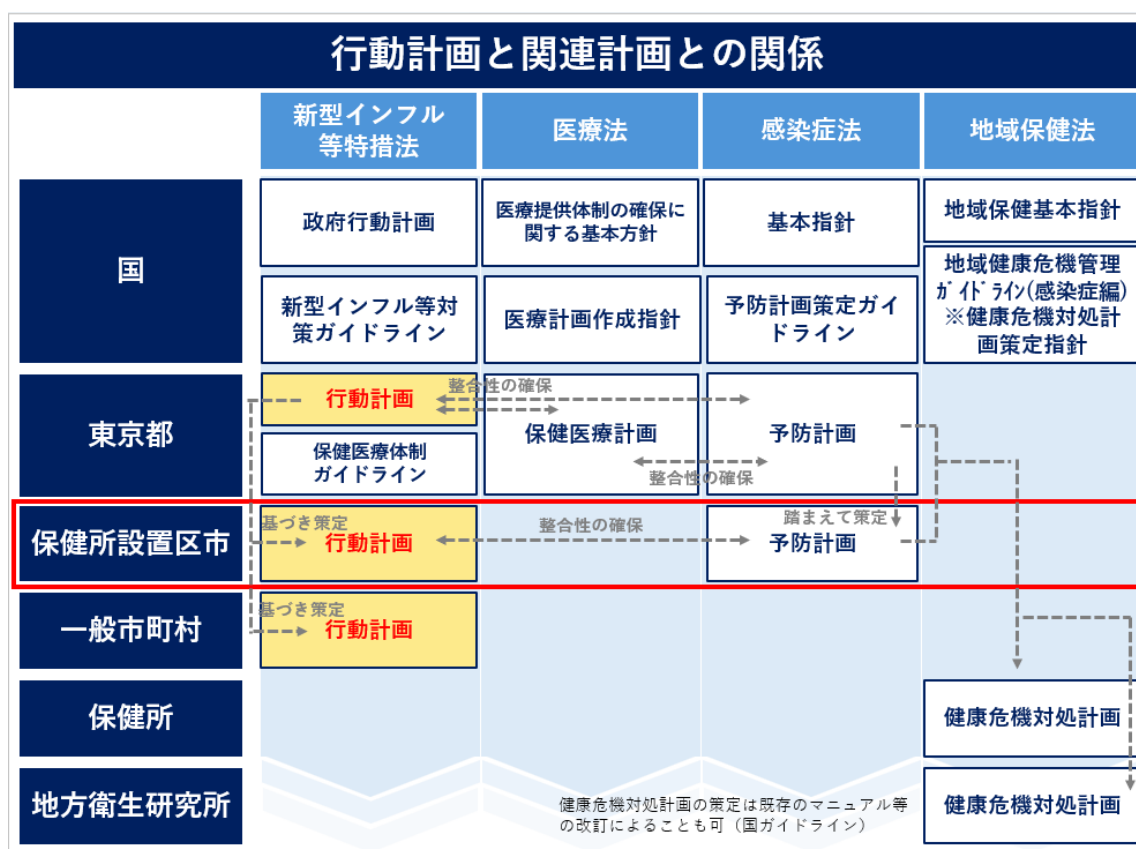 行動計画と関連計画との関係
新型インフル
等特措法
医療法
感染症法
地域保健法
国
政府行動計画
医療提供体制の確保に
関する基本方針
基本指針
地域保健基本指針
新型インフル等対
策ガイドライン
医療計画作成指針
予防計画策定ガイ
ドライン
地域健康危機管理
ｶﾞｲﾄﾞﾗｲﾝ(感染症編)
※健康危機対処計
画策定指針
東京都
行動計画
整合性の確保
保健医療体制
ガイドライン
保健医療計画
予防計画
整合性の確保
保健所設置区市
基づき策定
行動計画
整合性の確保
踏まえて策定
予防計画
一般市町村
基づき策定
行動計画
保健所
健康危機対処計画
地方衛生研究所
健康危機対処計画の策定は既存のマニュアル等
の改訂によることも可（国ガイドライン）
健康危機対処計画